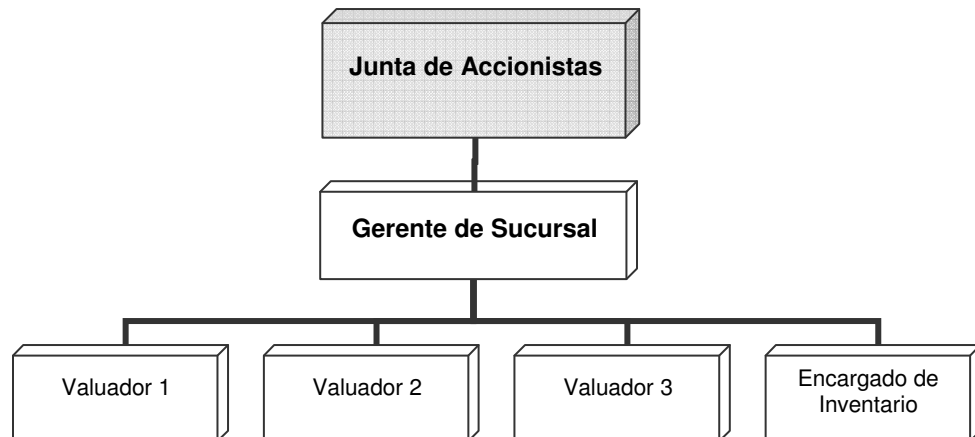 Junta de Accionistas
Gerente de Sucursal
Valuador 1
Valuador 2
Valuador 3
Encargado de
Inventario